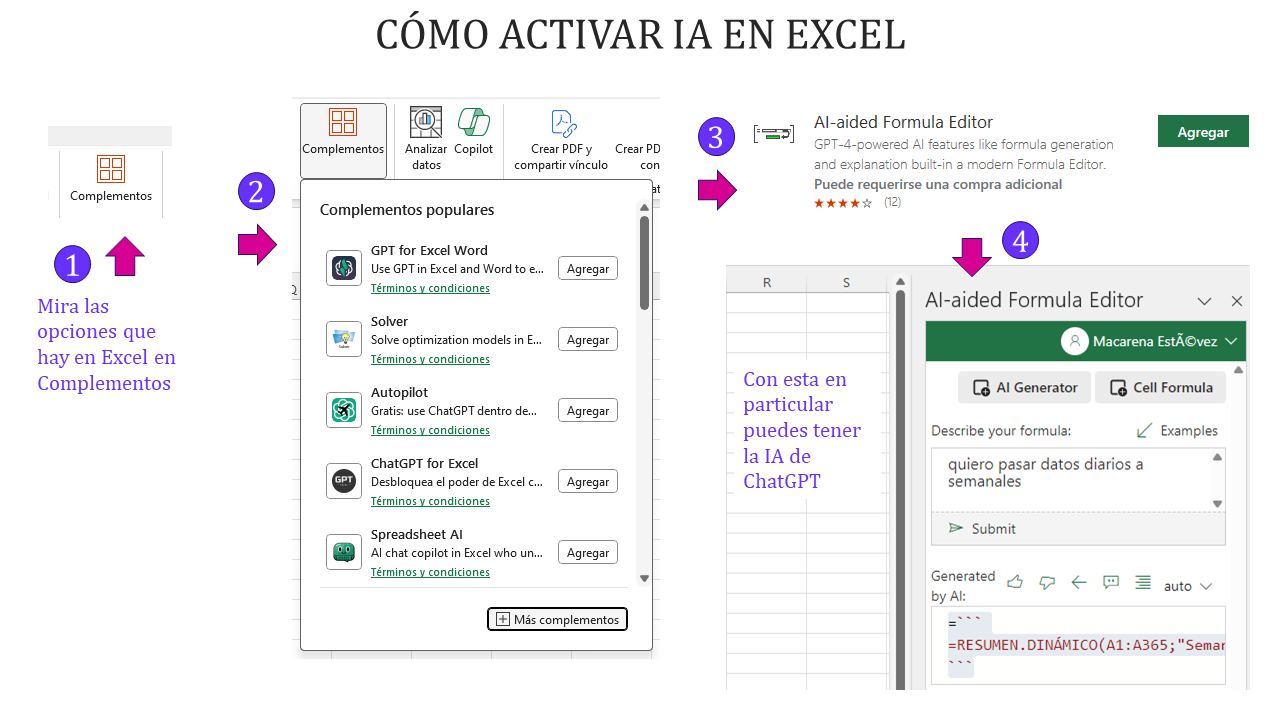 CÓMO ACTIVAR IA EN EXCEL
Complementos
1
Mira las
opciones que
hay en Excel en
Complementos
2
Complementos
Analizar
datos
Copilot
Crear PDF y
compartir vínculo
Crear PD
con
at
Q
Complementos populares
GPT for Excel Word
Use GPT in Excel and Word to e...
Términos y condiciones
Agregar
Solver
Solve optimization models in E...
Términos y condiciones
Agregar
Autopilot
Gratis: use ChatGPT dentro de...
Términos y condiciones
Agregar
ChatGPT for Excel
Desbloquea el poder de Excel c...
Términos y condiciones
Agregar
GPT
Spreadsheet AI
AI chat copilot in Excel who un...
Términos y condiciones
Agregar
Más complementos
3
AI-aided Formula Editor
GPT-4-powered AI features like formula generation
and explanation built-in a modern Formula Editor.
Puede requerirse una compra adicional
(12)
Agregar
4
R S
Con esta en
particular
puedes tener
la IA de
ChatGPT
AI-aided Formula Editor
Macarena EstÃ©vez
AI Generator
Cell Formula
Describe your formula:
Examples
quiero pasar datos diarios a
semanales
Submit
Generated
by AI:
auto
=```
=RESUMEN.DINÁMICO(A1:A365;"Semar
```